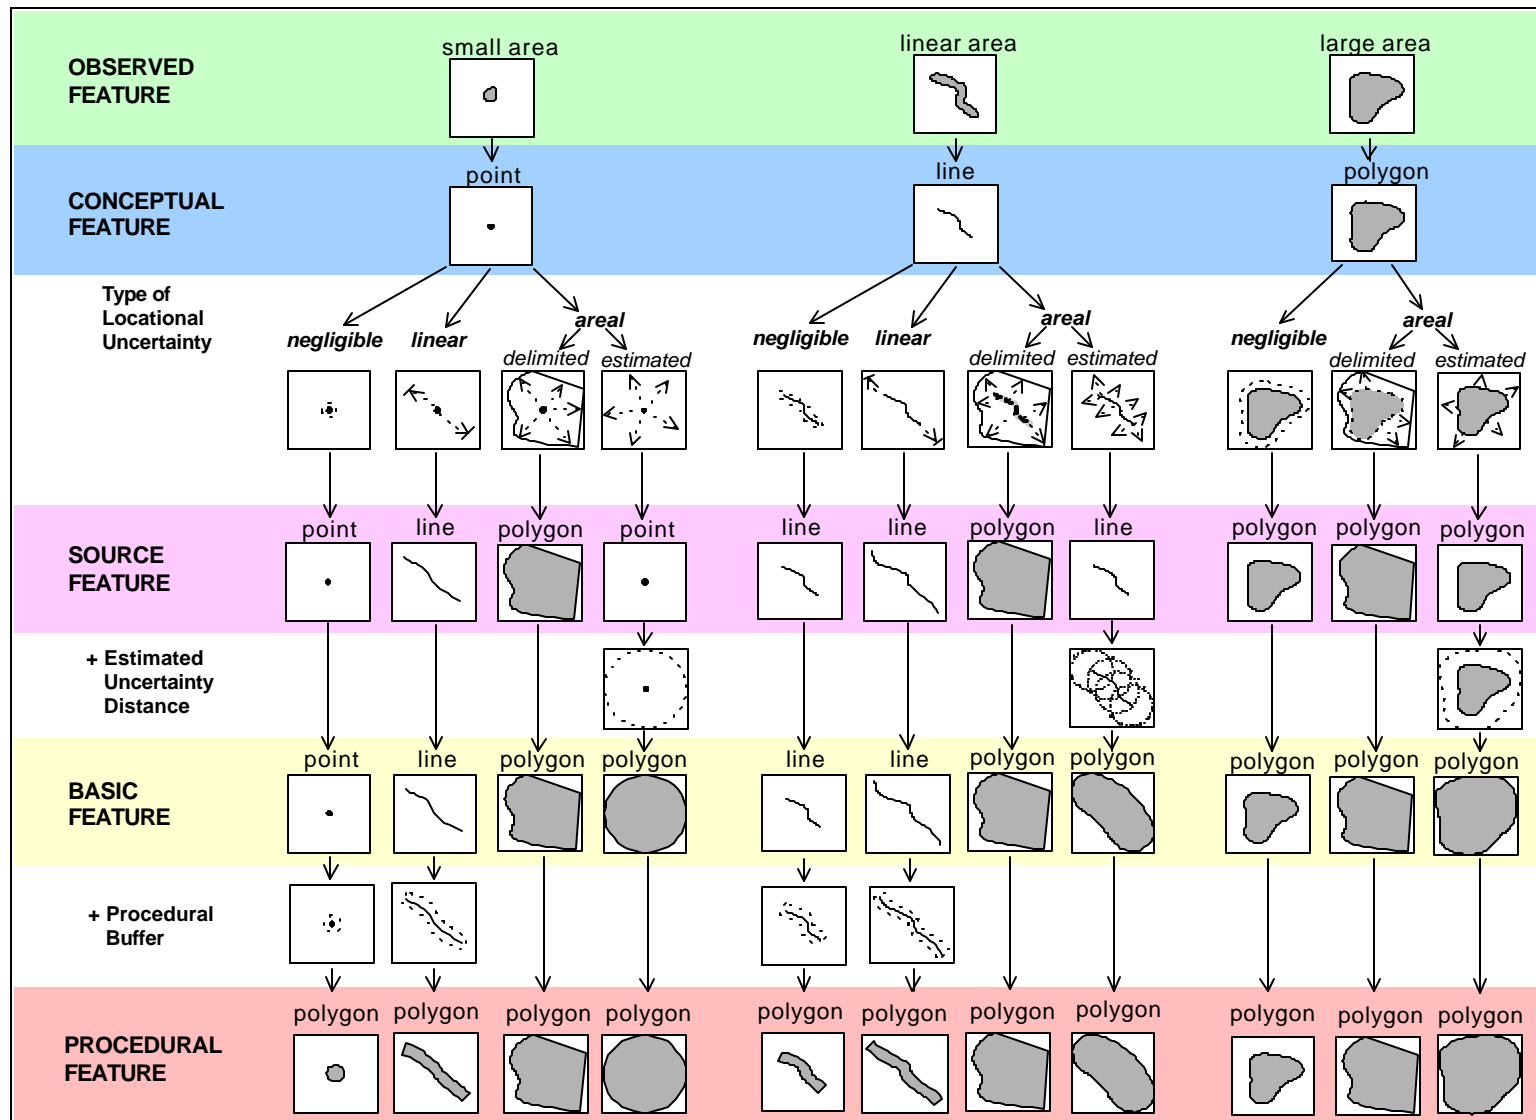 OBSERVED
FEATURE
small area
linear area
large area
CONCEPTUAL
FEATURE
point
line
polygon
Type of
Locational
Uncertainty
negligible
linear
areal
delimited
estimated
negligible
linear
areal
delimited
estimated
negligible
areal
delimited
estimated
SOURCE
FEATURE
point
line
polygon
point
line
line
polygon
line
polygon
polygon
polygon
+ Estimated
Uncertainty
Distance
BASIC
FEATURE
point
line
polygon
polygon
line
line
polygon
polygon
polygon
polygon
polygon
+ Procedural
Buffer
PROCEDURAL
FEATURE
polygon
polygon
polygon
polygon
polygon
polygon
polygon
polygon
polygon
polygon
polygon